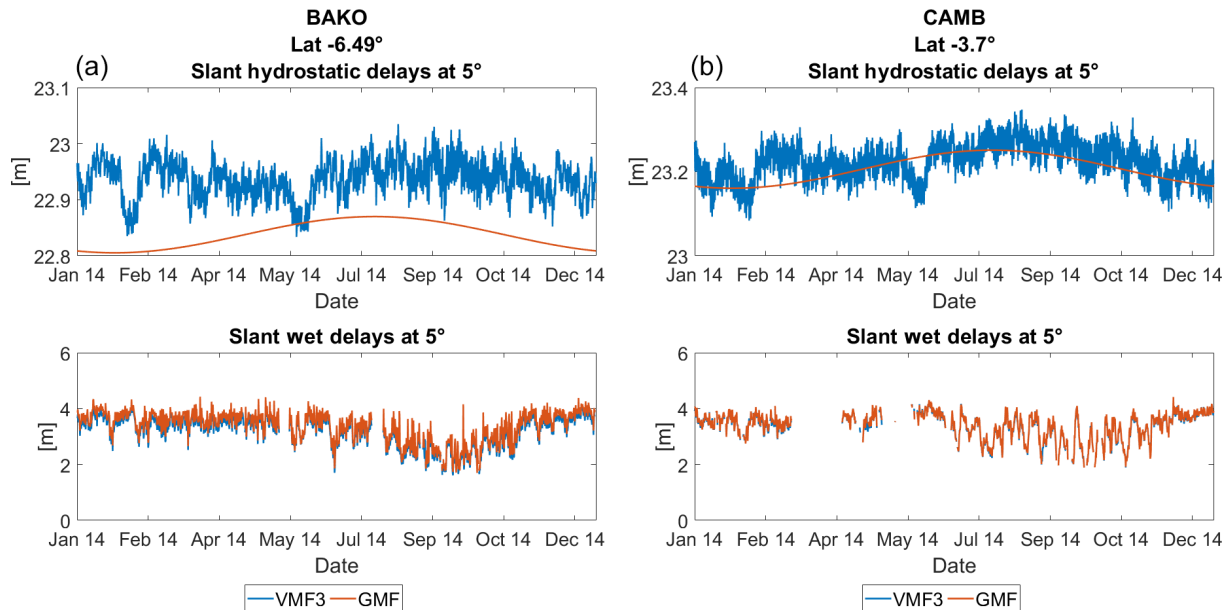 BAKO
Lat -6.49°
(a)
Slant hydrostatic delays at 5°
23.1
23
22.9
22.8
[m]
Jan 14 Feb 14 Apr 14 May 14 Jul 14 Sep 14 Oct 14 Dec 14
Date
Slant wet delays at 5°
6
4
2
0
[m]
Jan 14 Feb 14 Apr 14 May 14 Jul 14 Sep 14 Oct 14 Dec 14
Date
VMF3 GMF
CAMB
Lat -3.7°
(b)
Slant hydrostatic delays at 5°
23.4
23.2
23
[m]
Jan 14 Feb 14 Apr 14 May 14 Jul 14 Sep 14 Oct 14 Dec 14
Date
Slant wet delays at 5°
6
4
2
0
[m]
Jan 14 Feb 14 Apr 14 May 14 Jul 14 Sep 14 Oct 14 Dec 14
Date
VMF3 GMF